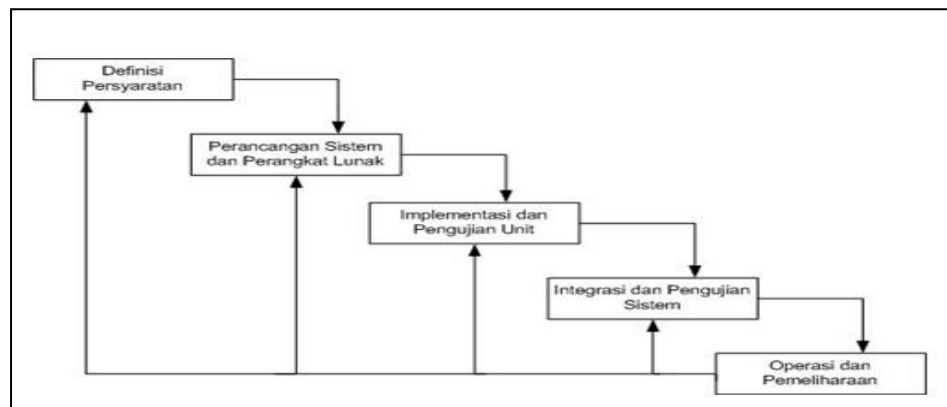 Definisi
Persyaratan
Perancangan Sistem
dan Perangkat Lunak
Implementasi dan
Pengujian Unit
Integrasi dan Pengujian
Sistem
Operasi dan
Pemeliharaan